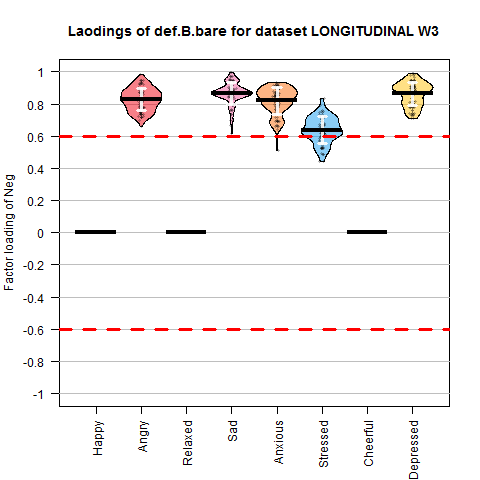 Laodings of def.B.bare for dataset LONGITUDINAL W3
Factor loading of Neg
1
0.8
0.6
0.4
0.2
0
-0.2
-0.4
-0.6
-0.8
-1
Happy
Angry
Relaxed
Sad
Anxious
Stressed
Cheerful
Depressed